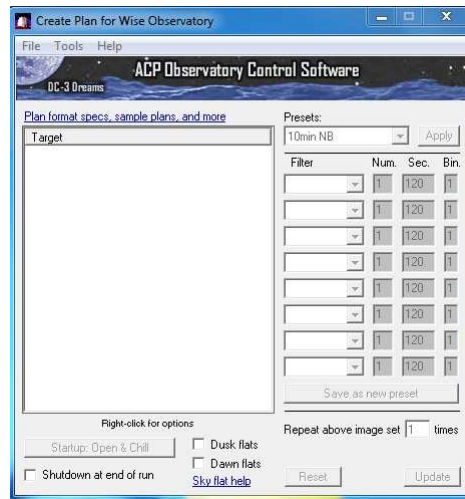 Create Plan for Wise Observatory
File Tools Help
ACP Observatory Control Software
DC-3 Dreams
Plan format specs, sample plans, and more
Target
Right-click for options
Startup: Open & Chill
Shutdown at end of run
Dusk flats
Dawn flats
Sky flat help
Presets:
10min NB Apply
Filter Num. Sec. Bin.
1 120 1
1 120 1
1 120 1
1 120 1
1 120 1
1 120 1
1 120 1
1 120 1
Save as new preset
Repeat above image set 1 times
Reset Update